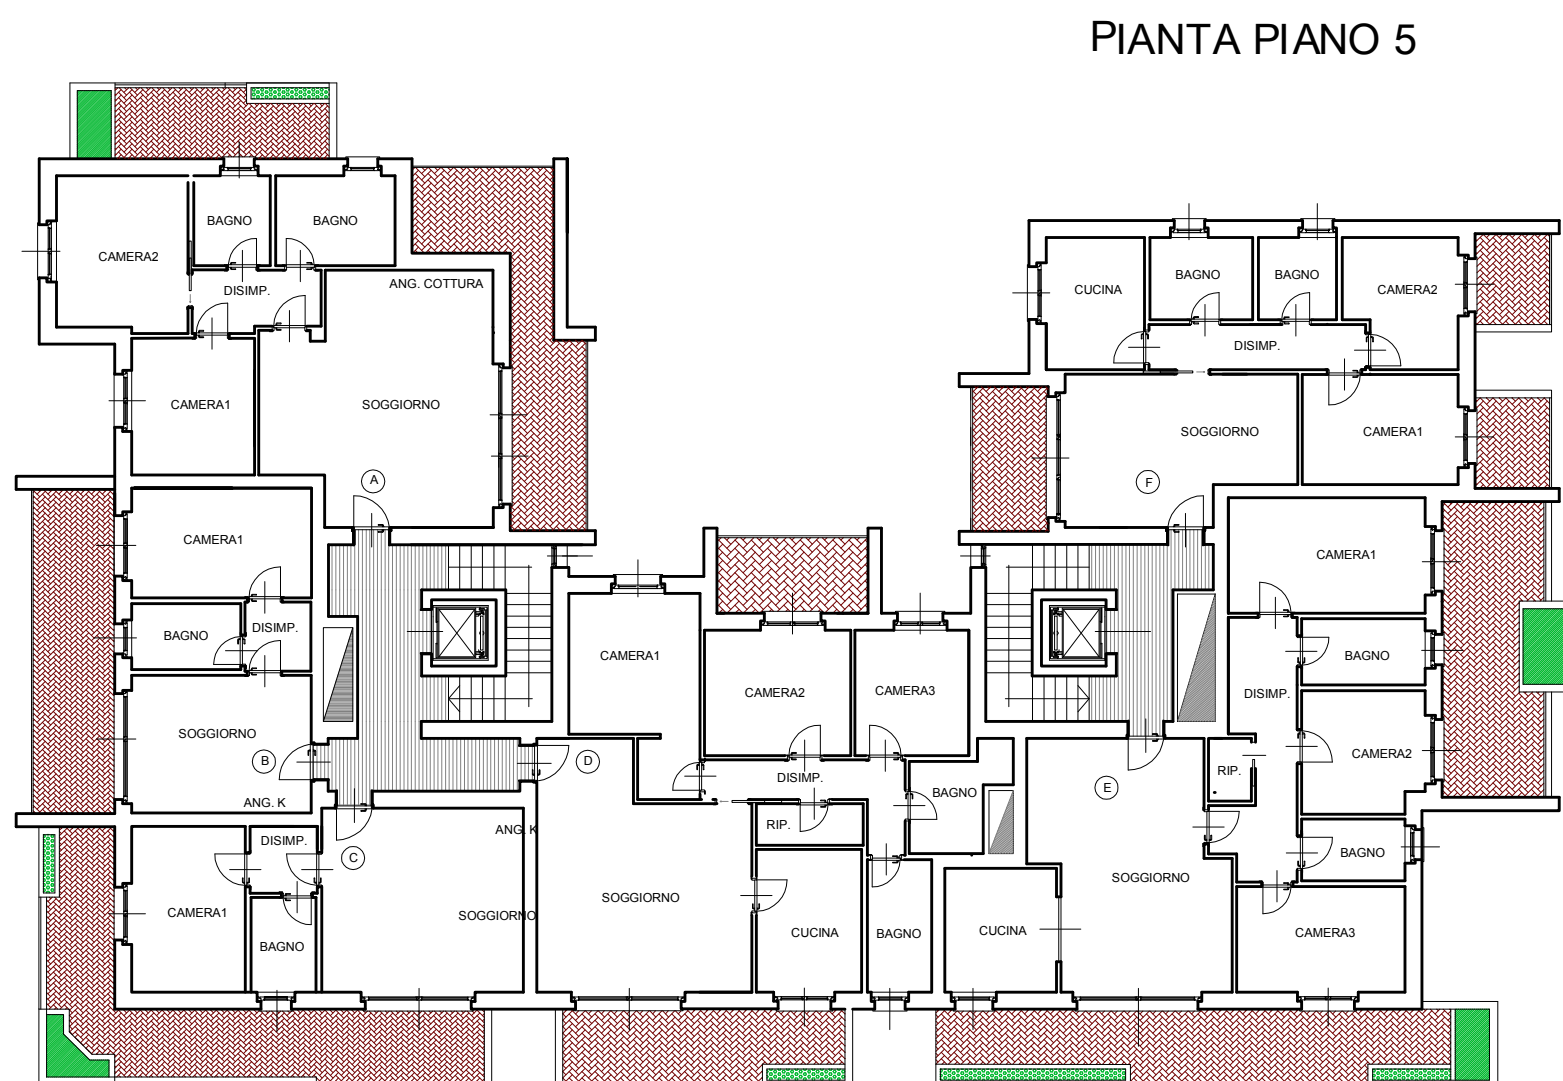 PIANTA PIANO 5
BAGNO
BAGNO
CAMERA2
DISIMP.
ANG. COTTURA
CAMERA1
SOGGIORNO
A
CAMERA1
BAGNO
DISIMP.
SOGGIORNO
B
ANG. K
DISIMP.
C
CAMERA1
BAGNO
ANG. K
SOGGIORNO
CAMERA1
CAMERA2
CAMERA3
D
DISIMP.
BAGNO
RIP.
SOGGIORNO
CUCINA
BAGNO
CUCINA
BAGNO
BAGNO
CAMERA2
DISIMP.
SOGGIORNO
CAMERA1
F
CAMERA1
BAGNO
DISIMP.
CAMERA2
RIP.
E
BAGNO
SOGGIORNO
CUCINA
CAMERA3